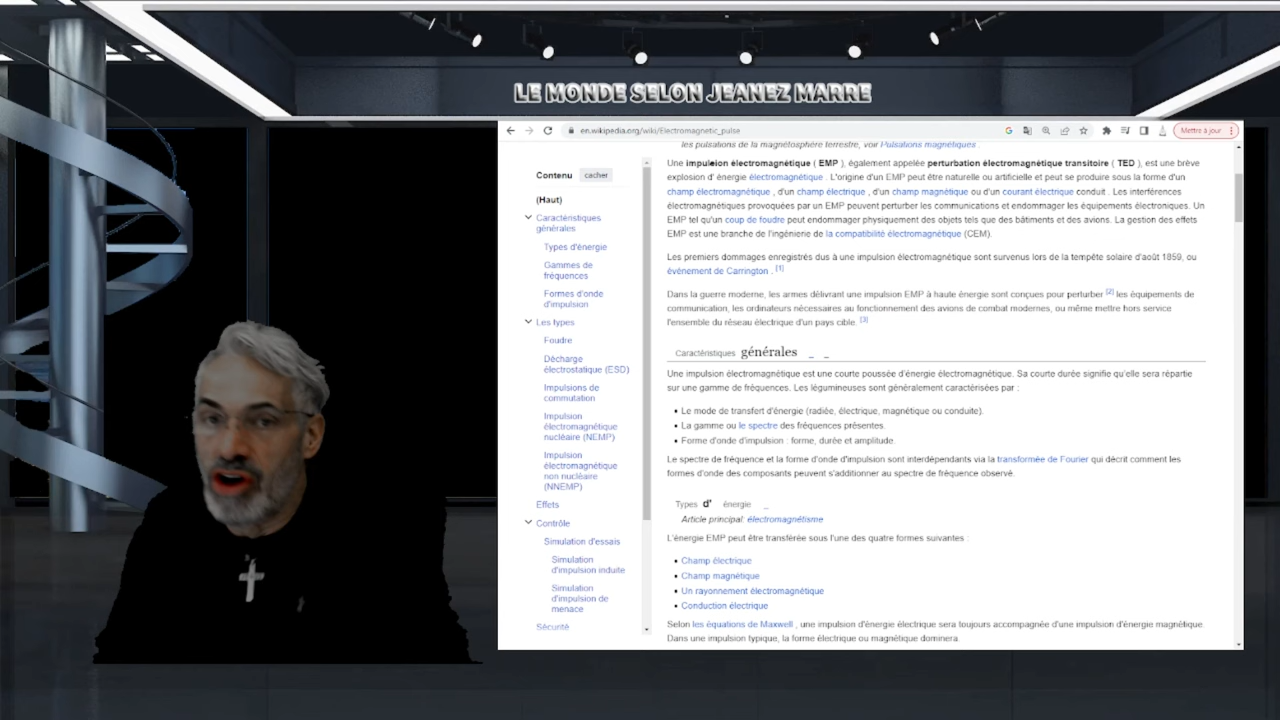 LE MONDE SELON JEANEZ MARRE
en.wikipedia.org/wiki/Electromagnetic_pulse
Mettre à jour
les pulsations de la magnétosphère terrestre, voir Pulsations magnétiques .
Contenu cacher
(Haut)
Caractéristiques
générales
Types d'énergie
Gammes de
fréquences
Formes d'onde
d'impulsion
Les types
Foudre
Décharge
électrostatique (ESD)
Impulsions de
commutation
Impulsion
électromagnétique
nucléaire (NEMP)
Impulsion
électromagnétique
non nucléaire
(NNEMP)
Effets
Contrôle
Simulation d'essais
Simulation
d'impulsion induite
Simulation
d'impulsion de
menace
Sécurité
Une impulsion électromagnétique ( EMP ), également appelée perturbation électromagnétique transitoire ( TED ), est une brève
explosion d' énergie électromagnétique . L'origine d'un EMP peut être naturelle ou artificielle et peut se produire sous la forme d'un
champ électromagnétique , d'un champ électrique , d'un champ magnétique ou d'un courant électrique conduit . Les interférences
électromagnétiques provoquées par un EMP peuvent perturber les communications et endommager les équipements électroniques. Un
EMP tel qu'un coup de foudre peut endommager physiquement des objets tels que des bâtiments et des avions. La gestion des effets
EMP est une branche de l'ingénierie de la compatibilité électromagnétique (CEM).
Les premiers dommages enregistrés dus à une impulsion électromagnétique sont survenus lors de la tempête solaire d'août 1859, ou
événement de Carrington . [1]
Dans la guerre moderne, les armes délivrant une impulsion EMP à haute énergie sont conçues pour perturber [2] les équipements de
communication, les ordinateurs nécessaires au fonctionnement des avions de combat modernes, ou même mettre hors service
l'ensemble du réseau électrique d'un pays cible. [3]
Caractéristiques générales _ _
Une impulsion électromagnétique est une courte poussée d'énergie électromagnétique. Sa courte durée signifie qu'elle sera répartie
sur une gamme de fréquences. Les légumineuses sont généralement caractérisées par :
• Le mode de transfert d'énergie (radiée, électrique, magnétique ou conduite).
• La gamme ou le spectre des fréquences présentes.
• Forme d'onde d'impulsion : forme, durée et amplitude.
Le spectre de fréquence et la forme d'onde d'impulsion sont interdépendants via la transformée de Fourier qui décrit comment les
formes d'onde des composants peuvent s'additionner au spectre de fréquence observé.
Types d' énergie _
Article principal: électromagnétisme
L'énergie EMP peut être transférée sous l'une des quatre formes suivantes :
• Champ électrique
• Champ magnétique
• Un rayonnement électromagnétique
• Conduction électrique
Selon les équations de Maxwell , une impulsion d'énergie électrique sera toujours accompagnée d'une impulsion d'énergie magnétique.
Dans une impulsion typique, la forme électrique ou magnétique dominera.